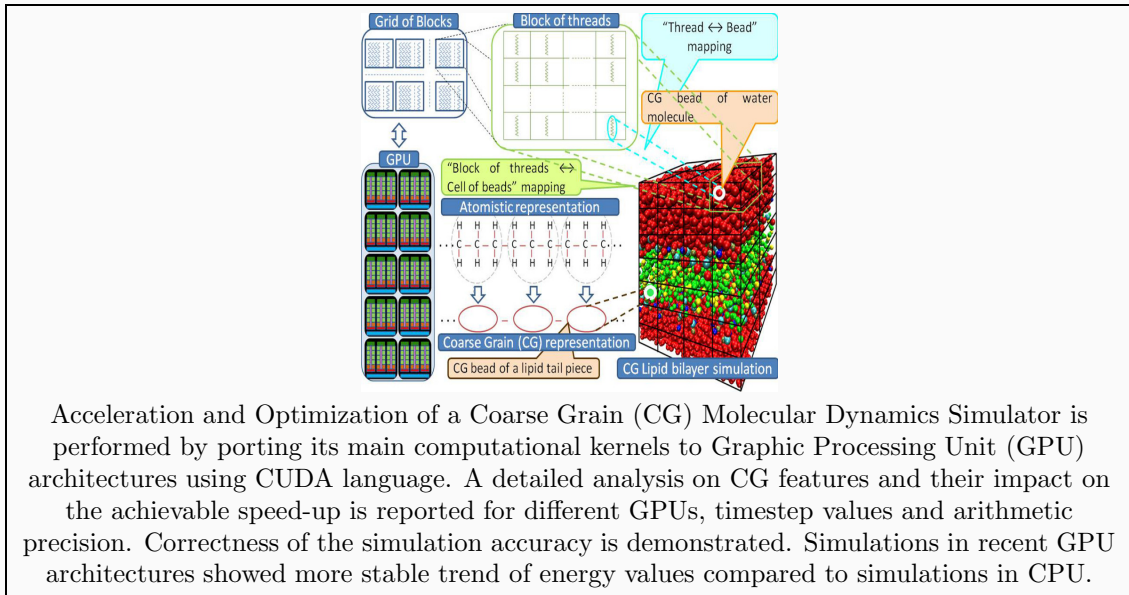 Grid of Blocks
Block of threads
“Thread ↔ Bead”
mapping
CG bead of water
molecule
GPU
“Block of threads ↔
Cell of beads” mapping
Atomistic representation
H H H H H H H H H
··· C – C – C – C – C – C – C – C – C ···
H H H H H H H H H
··· – – ···
Coarse Grain (CG) representation
CG bead of a lipid tail piece
CG Lipid bilayer simulation
Acceleration and Optimization of a Coarse Grain (CG) Molecular Dynamics Simulator is
performed by porting its main computational kernels to Graphic Processing Unit (GPU)
architectures using CUDA language. A detailed analysis on CG features and their impact on
the achievable speed-up is reported for different GPUs, timestep values and arithmetic
precision. Correctness of the simulation accuracy is demonstrated. Simulations in recent GPU
architectures showed more stable trend of energy values compared to simulations in CPU.